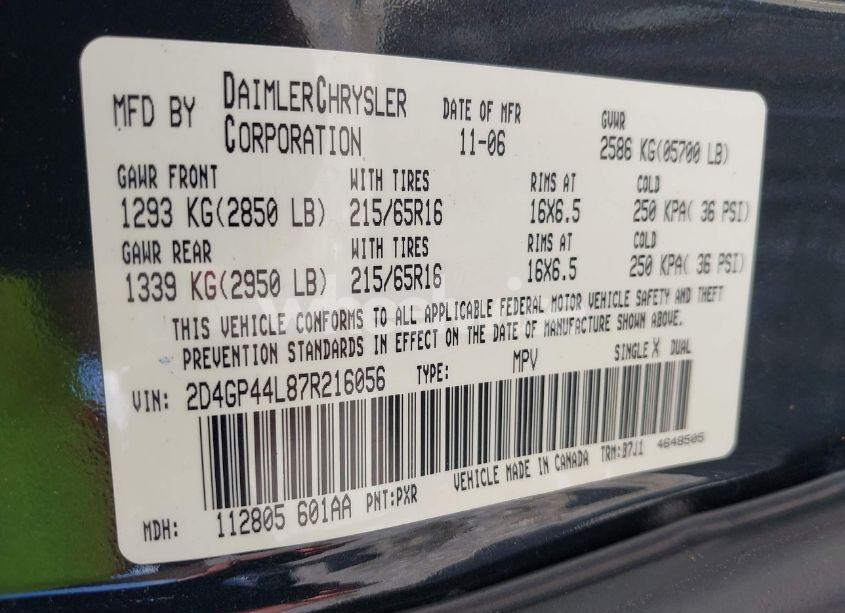 MFD BY DAIMLERCHRYSLER CORPORATION DATE OF MFR 11-06 GVWR 2586 KG(05700 LB)
GAWR FRONT WITH TIRES RIMS AT COLD
1293 KG(2850 LB) 215/65R16 16X6.5 250 KPA( 36 PSI)
GAWR REAR WITH TIRES RIMS AT COLD
1339 KG(2950 LB) 215/65R16 16X6.5 250 KPA( 36 PSI)
THIS VEHICLE CONFORMS TO ALL APPLICABLE FEDERAL MOTOR VEHICLE SAFETY AND THEFT
PREVENTION STANDARDS IN EFFECT ON THE DATE OF MANUFACTURE SHOWN ABOVE.
VIN: 2D4GP44L87R216056 TYPE: MPV SINGLE X DUAL
VEHICLE MADE IN CANADA TRM:B7J1 4648505
MDH: 112805 601AA PNT:PXR